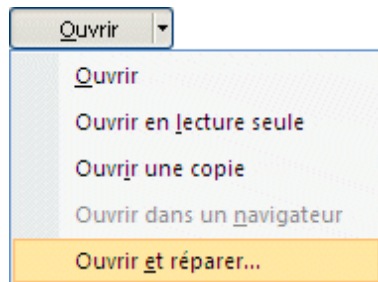 Ouvrir
Ouvrir
Ouvrir en lecture seule
Ouvrir une copie
Ouvrir dans un navigateur
Ouvrir et réparer...